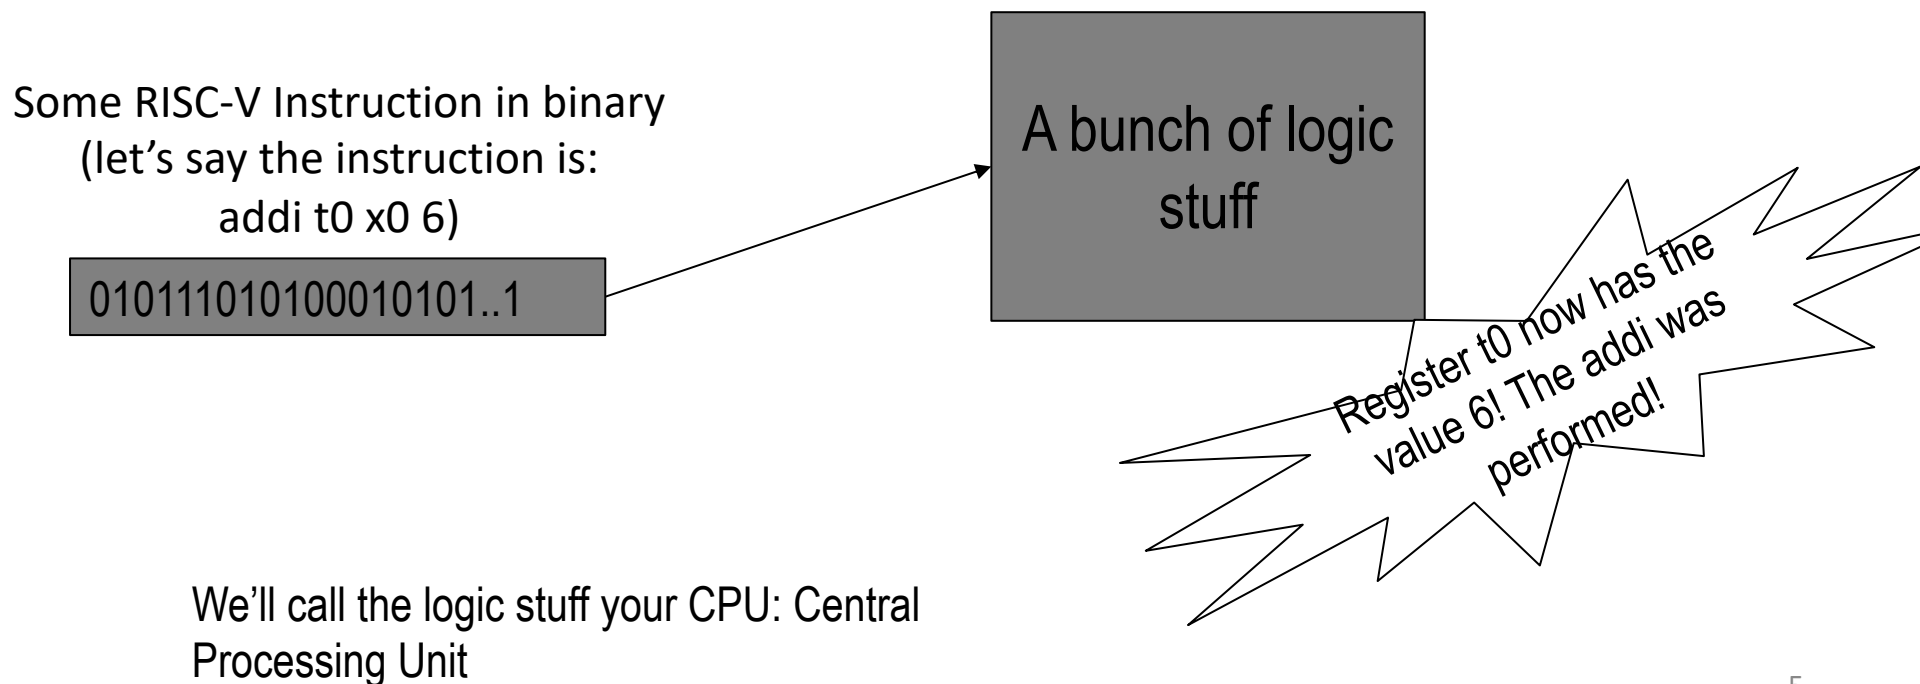 Some RISC-V Instruction in binary
(let’s say the instruction is:
addi t0 x0 6)
010111010100010101..1
A bunch of logic
stuff
Register t0 now has the
value 6! The addi was
performed!
We’ll call the logic stuff your CPU: Central
Processing Unit